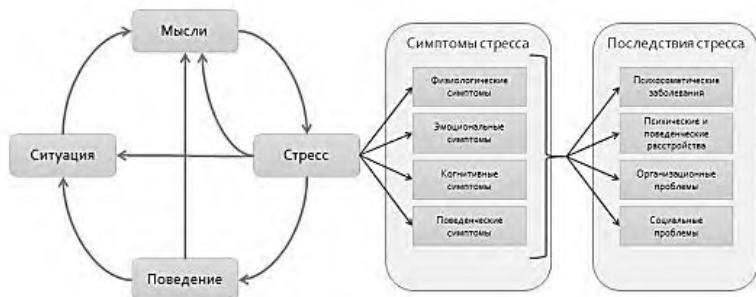 Мысли
Ситуация
Стресс
Поведение
Симптомы стресса
Физиологические
симптомы
Эмоциональные
симптомы
Когнитивные
симптомы
Поведенческие
симптомы
Последствия стресса
Психосоматические
заболевания
Психические и
поведенческие
расстройства
Организационные
проблемы
Социальные
проблемы